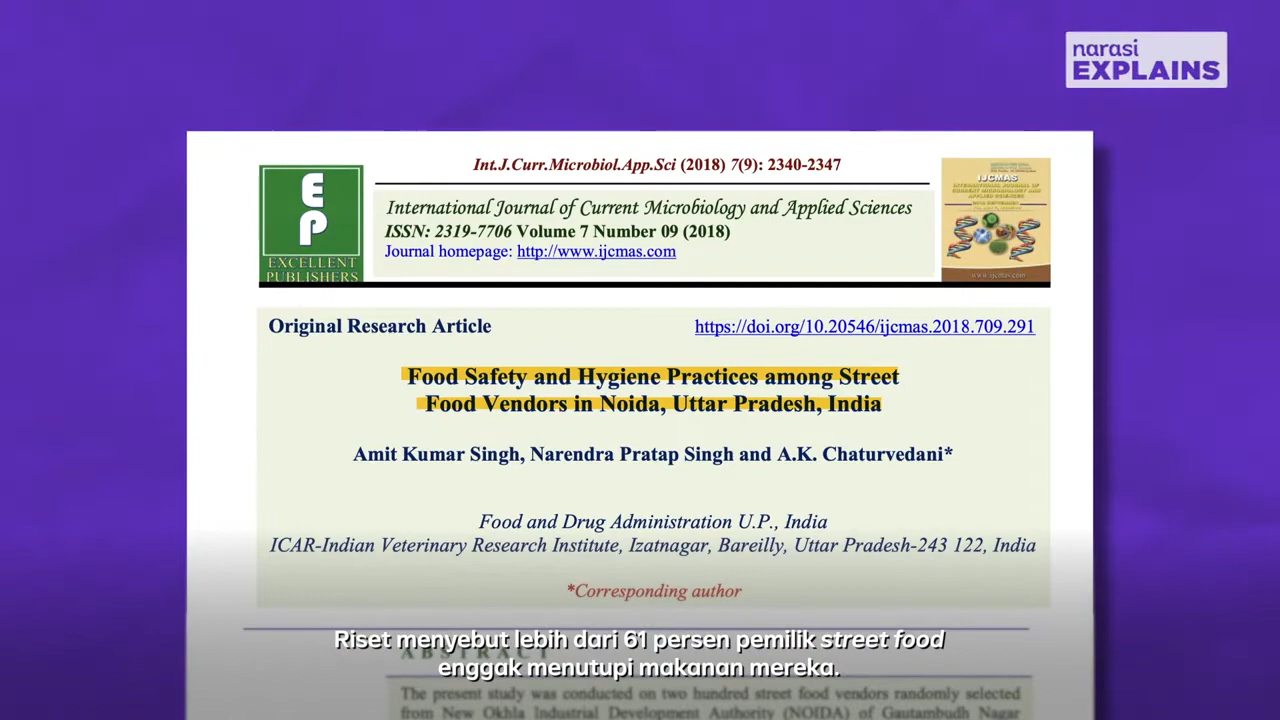 narasi
EXPLAINS
Int.J.Curr.Microbiol.App.Sci (2018) 7(9): 2340-2347
E
P
EXCELLENT
PUBLISHERS
International Journal of Current Microbiology and Applied Sciences
ISSN: 2319-7706 Volume 7 Number 09 (2018)
Journal homepage: http://www.ijcmas.com
IJCMAS
www.ijcmas.com
Original Research Article
https://doi.org/10.20546/ijcmas.2018.709.291
Food Safety and Hygiene Practices among Street
Food Vendors in Noida, Uttar Pradesh, India
Amit Kumar Singh, Narendra Pratap Singh and A.K. Chaturvedani*
Food and Drug Administration U.P., India
ICAR-Indian Veterinary Research Institute, Izatnagar, Bareilly, Uttar Pradesh-243 122, India
*Corresponding author
Riset menyebut lebih dari 61 persen pemilik street food
enggak menutupi makanan mereka.
ABSTRACT
The present study was conducted on two hundred street food vendors randomly selected
from New Okhla Industrial Development Authority (NOIDA) of Gautambudh Nagar